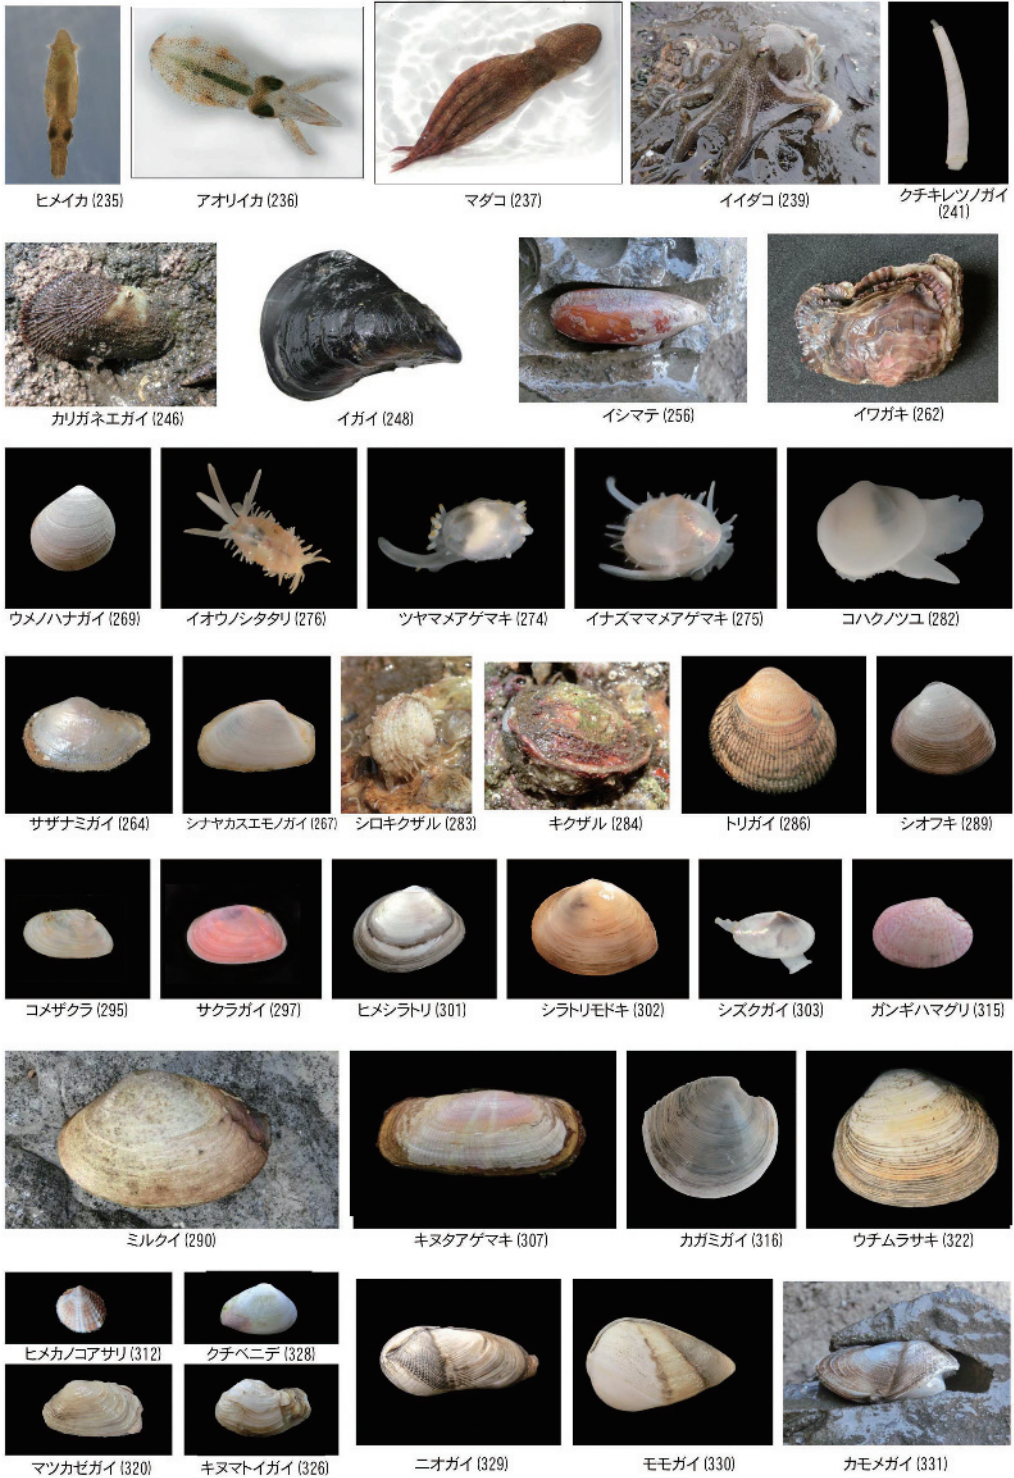 ヒメイカ (235)
アオリイカ (236)
マダコ (237)
イイダコ (239)
クチキレツノガイ
(241)
カリガネエガイ (246)
イガイ (248)
イシマテ (256)
イワガキ (262)
ウメノハナガイ (269)
イオウノシタタリ (276)
ツヤマメアゲマキ (274)
イナズママメアゲマキ (275)
コハクノツユ (282)
サザナミガイ (264)
シナヤカスエモノガイ (267)
シロキクザル (283)
キクザル (284)
トリガイ (286)
シオフキ (289)
コメザクラ (295)
サクラガイ (297)
ヒメシラトリ (301)
シラトリモドキ (302)
シズクガイ (303)
ガンギハマグリ (315)
ミルクイ (290)
キヌタアゲマキ (307)
カガミガイ (316)
ウチムラサキ (322)
ヒメカノコアサリ (312)
クチベニデ (328)
マツカゼガイ (320)
キヌマトイガイ (326)
ニオガイ (329)
モモガイ (330)
カモメガイ (331)